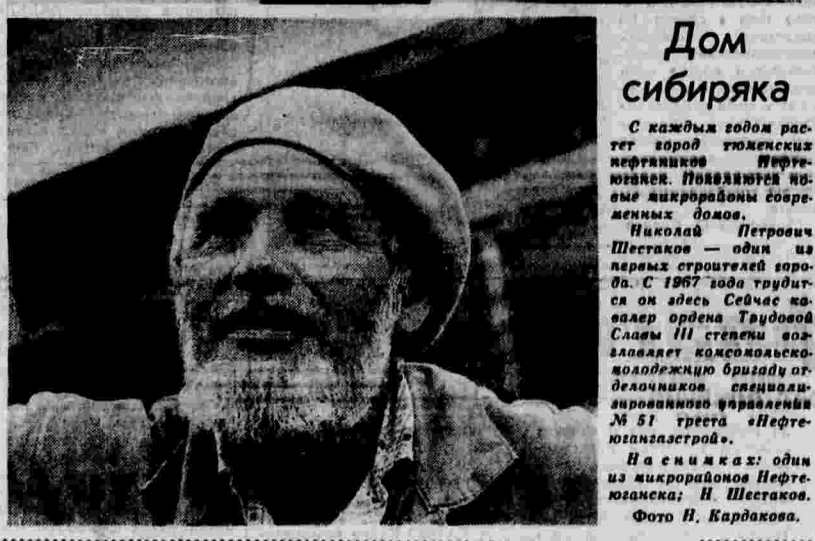 Дом
сибиряка
С каждым годом рас-
тет город тюменских
нефтяников Нефте-
юганск. Появляются но-
вые микрорайоны совре-
менных домов.
Николай Петрович
Шестаков — один из
первых строителей горо-
да. С 1967 года трудит-
ся он здесь Сейчас ка-
валер ордена Трудовой
Славы III степени воз-
главляет комсомольско-
молодежную бригаду от-
делочников специали-
зированного управления
№ 51 треста «Нефте-
югангазстрой».
На снимках: один
из микрорайонов Нефте-
юганска; Н. Шестаков.
Фото Н. Кардакова.